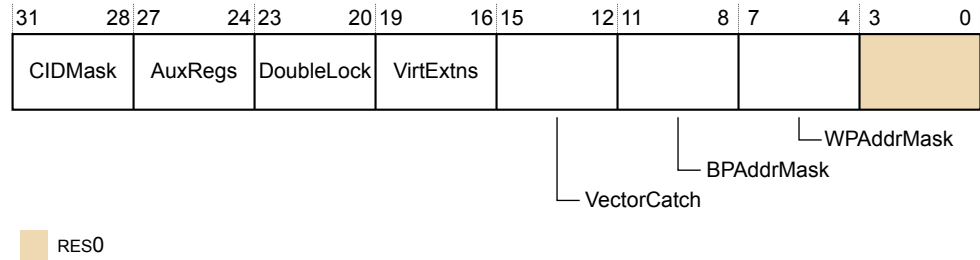 31 28 27 24 23 20 19 16 15 12 11 8 7 4 3 0
CIDMask AuxRegs DoubleLock VirtExtns
WPAddrMask
BPAddrMask
VectorCatch
RES0